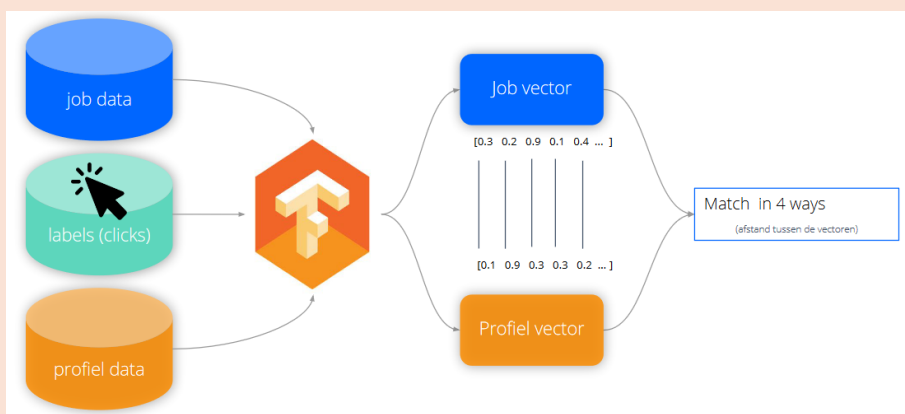 job data
labels (clicks)
profiel data
Job vector
[0.3 0.2 0.9 0.1 0.4 ... ]
[0.1 0.9 0.3 0.3 0.2 ... ]
Profiel vector
Match in 4 ways
(afstand tussen de vectoren)